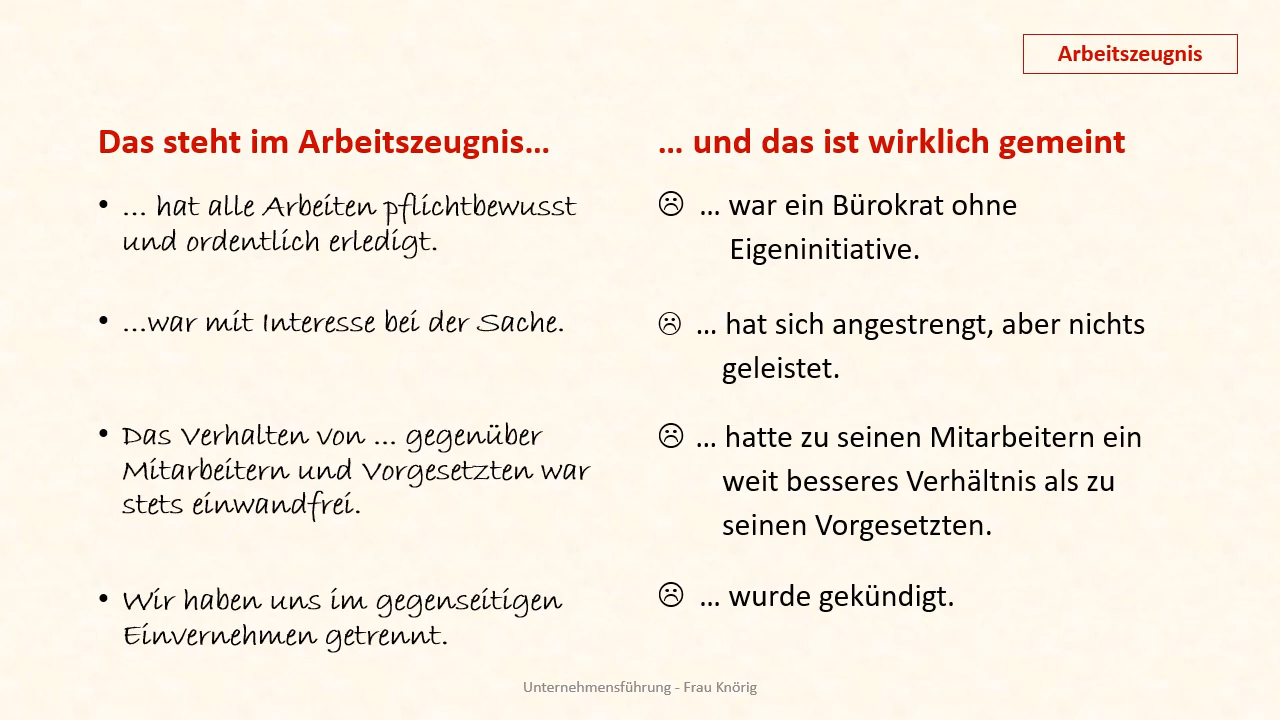 Arbeitszeugnis
Das steht im Arbeitszeugnis…
• … hat alle Arbeiten pflichtbewusst
und ordentlich erledigt.
• …war mit Interesse bei der Sache.
• Das Verhalten von … gegenüber
Mitarbeitern und Vorgesetzten war
stets einwandfrei.
• Wir haben uns im gegenseitigen
Einvernehmen getrennt.
… und das ist wirklich gemeint
☹ … war ein Bürokrat ohne
Eigeninitiative.
☹ … hat sich angestrengt, aber nichts
geleistet.
☹ … hatte zu seinen Mitarbeitern ein
weit besseres Verhältnis als zu
seinen Vorgesetzten.
☹ … wurde gekündigt.
Unternehmensführung - Frau Knörig